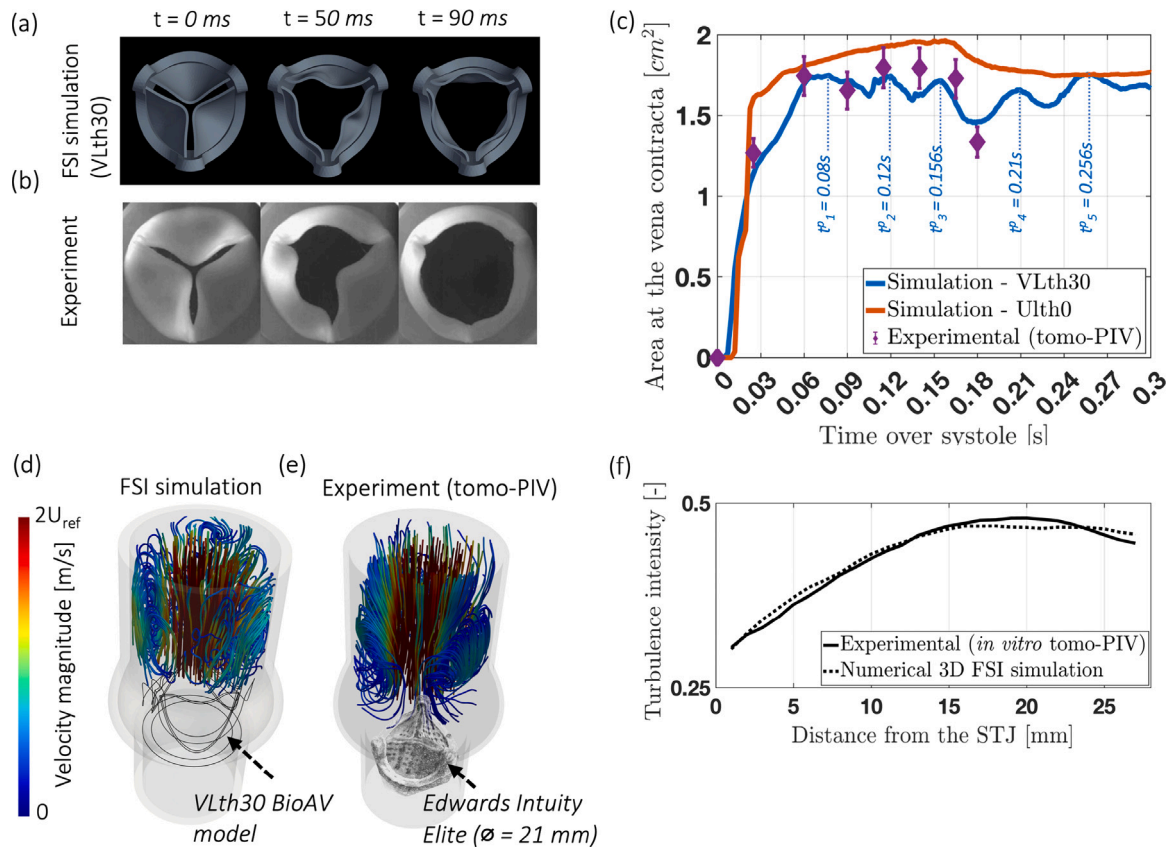 (a)
t = 0 ms
t = 50 ms
t = 90 ms
FSI simulation
(VLth30)
(b)
Experiment
(c)
Area at the vena contracta [cm²]
2
1.5
1
0.5
0
tᵖ₁ = 0.08s
tᵖ₂ = 0.12s
tᵖ₃ = 0.156s
tᵖ₄ = 0.21s
tᵖ₅ = 0.256s
Simulation - VLth30
Simulation - Ulth0
Experimental (tomo-PIV)
0
0.03
0.06
0.09
0.12
0.15
0.18
0.21
0.24
0.27
0.3
Time over systole [s]
(d)
FSI simulation
(e)
Experiment (tomo-PIV)
2Uref
Velocity magnitude [m/s]
0
VLth30 BioAV
model
Edwards Intuity
Elite (ø = 21 mm)
(f)
Turbulence intensity [-]
0.5
0.25
Experimental (in vitro tomo-PIV)
Numerical 3D FSI simulation
0
5
10
15
20
25
Distance from the STJ [mm]